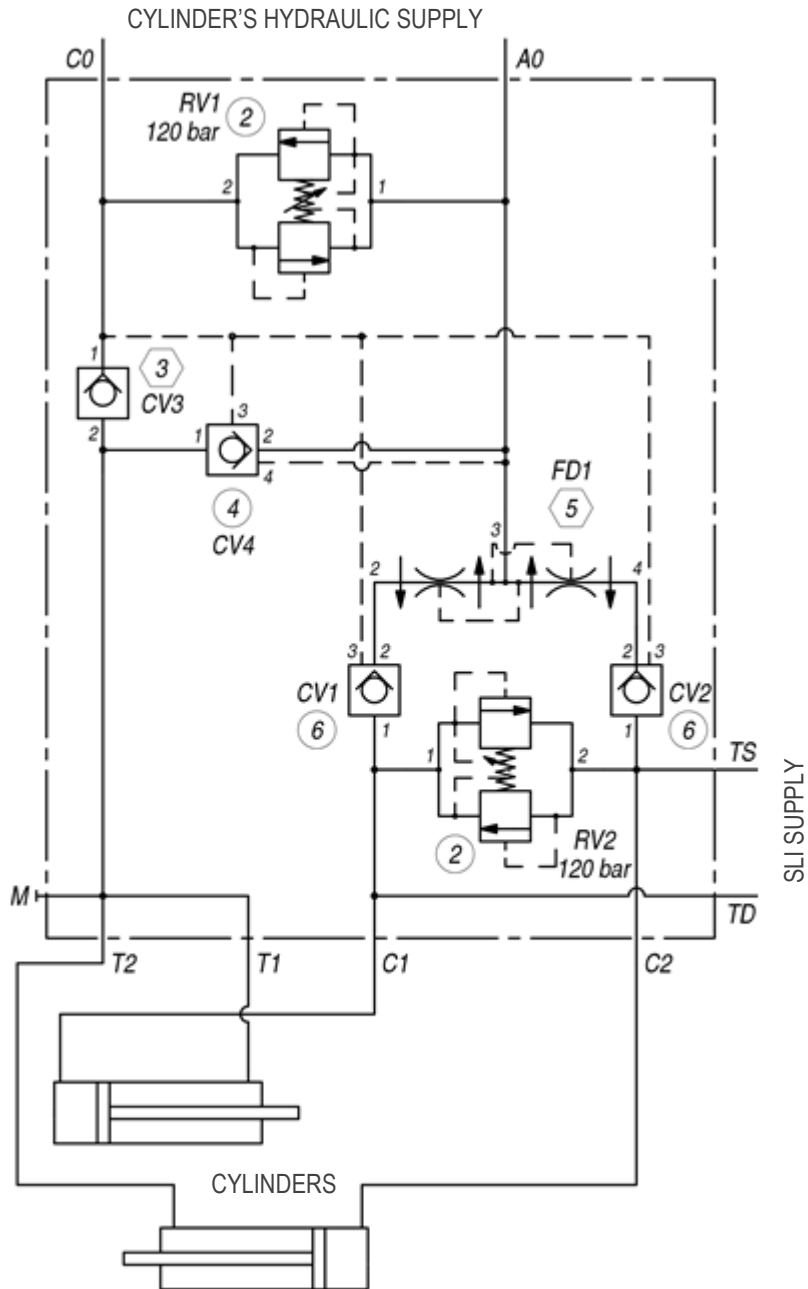 CYLINDER'S HYDRAULIC SUPPLY
C0
A0
RV1
120 bar
2
2
1
1
3
CV3
2
3
1
2
4
4
CV4
FD1
5
3
2
4
3 2
CV1
6
1
2 3
CV2
6
1
1
2
2
RV2
120 bar
TS
SLI SUPPLY
TD
M
T2
T1
C1
C2
CYLINDERS